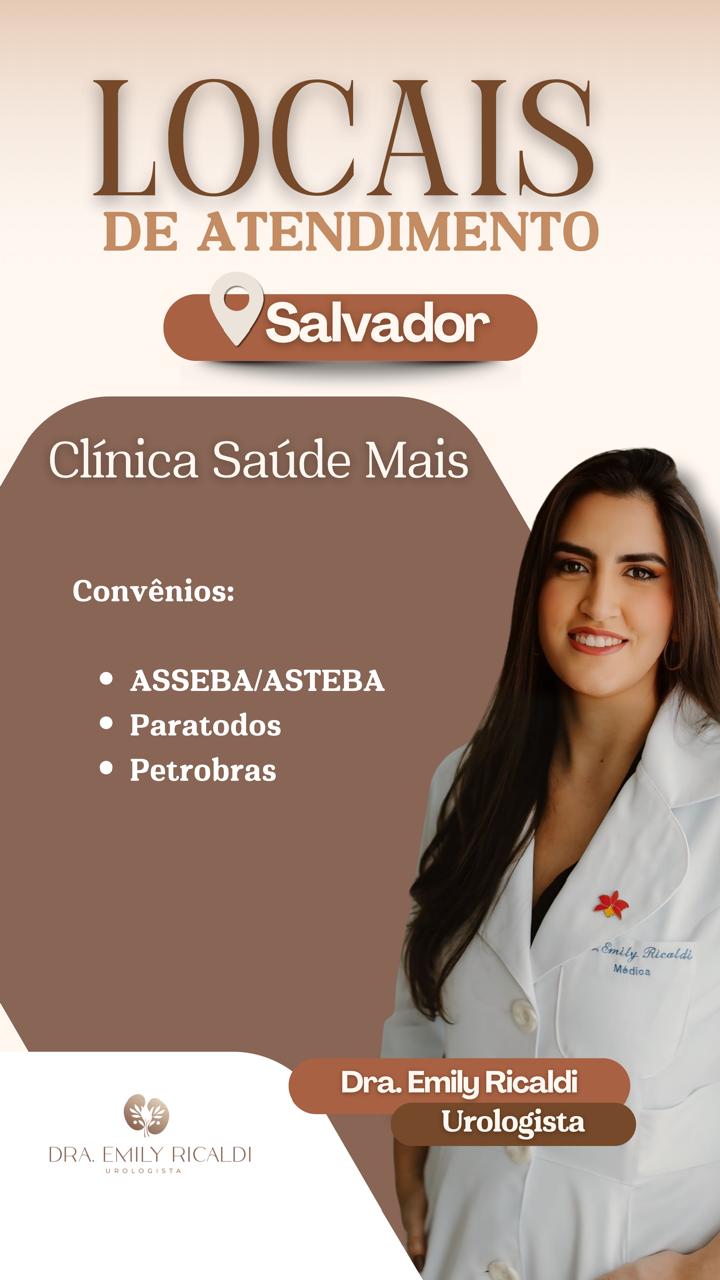 LOCAIS
DE ATENDIMENTO
Salvador
Clínica Saúde Mais
Convênios:
ASSEBA/ASTEBA
Paratodos
Petrobras
Emily Ricaldi
Médica
Dra. Emily Ricaldi
Urologista
DRA. EMILY RICALDI
UROLOGISTA